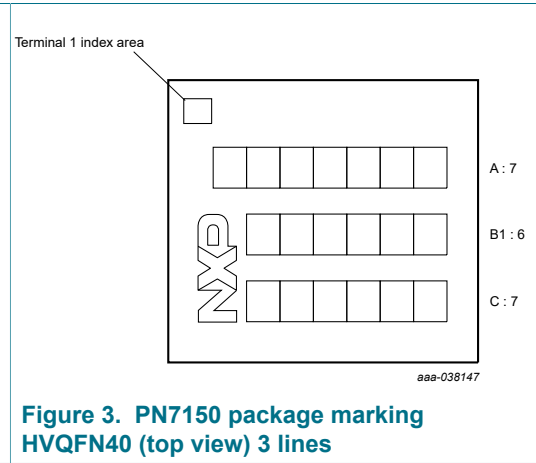 Terminal 1 index area
A : 7
B1 : 6
NXP
C : 7
aaa-038147
Figure 3. PN7150 package marking
HVQFN40 (top view) 3 lines